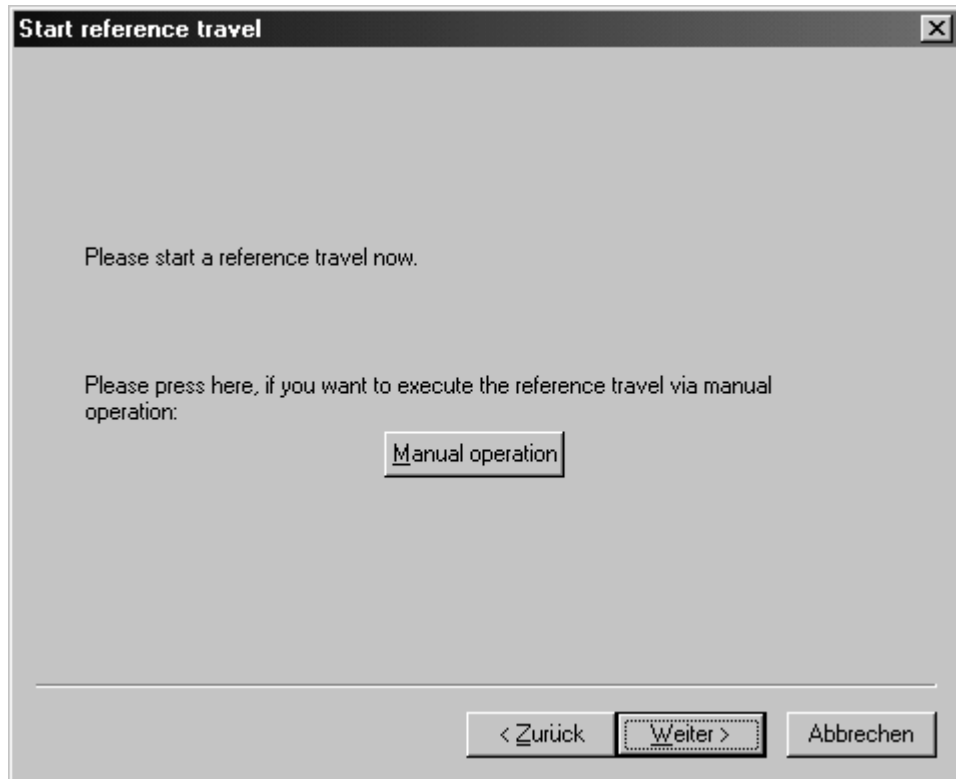 Start reference travel
Please start a reference travel now.
Please press here, if you want to execute the reference travel via manual
operation:
Manual operation
< Zurück Weiter > Abbrechen